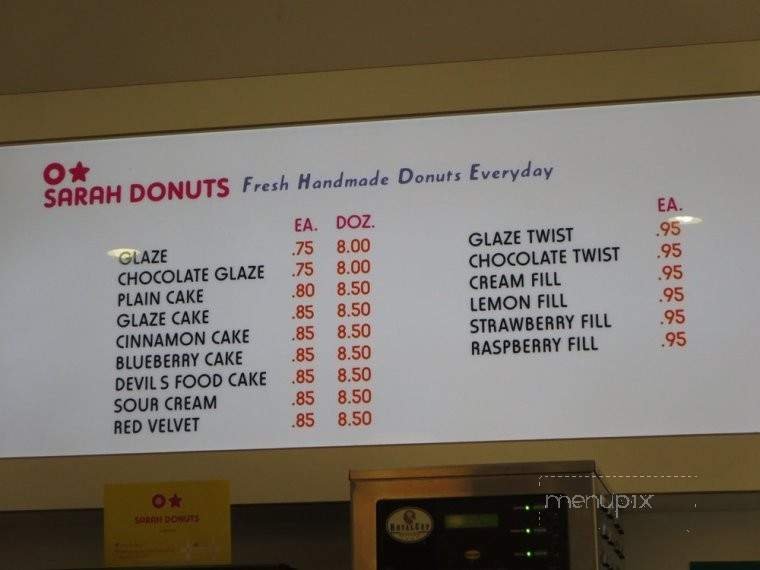 SARAH DONUTS Fresh Handmade Donuts Everyday
EA. DOZ.
GLAZE .75 8.00
CHOCOLATE GLAZE .75 8.00
PLAIN CAKE .80 8.50
GLAZE CAKE .85 8.50
CINNAMON CAKE .85 8.50
BLUEBERRY CAKE .85 8.50
DEVIL S FOOD CAKE .85 8.50
SOUR CREAM .85 8.50
RED VELVET .85 8.50
EA.
GLAZE TWIST .95
CHOCOLATE TWIST .95
CREAM FILL .95
LEMON FILL .95
STRAWBERRY FILL .95
RASPBERRY FILL .95
SARAH DONUTS
ROYAL CUP
menupix